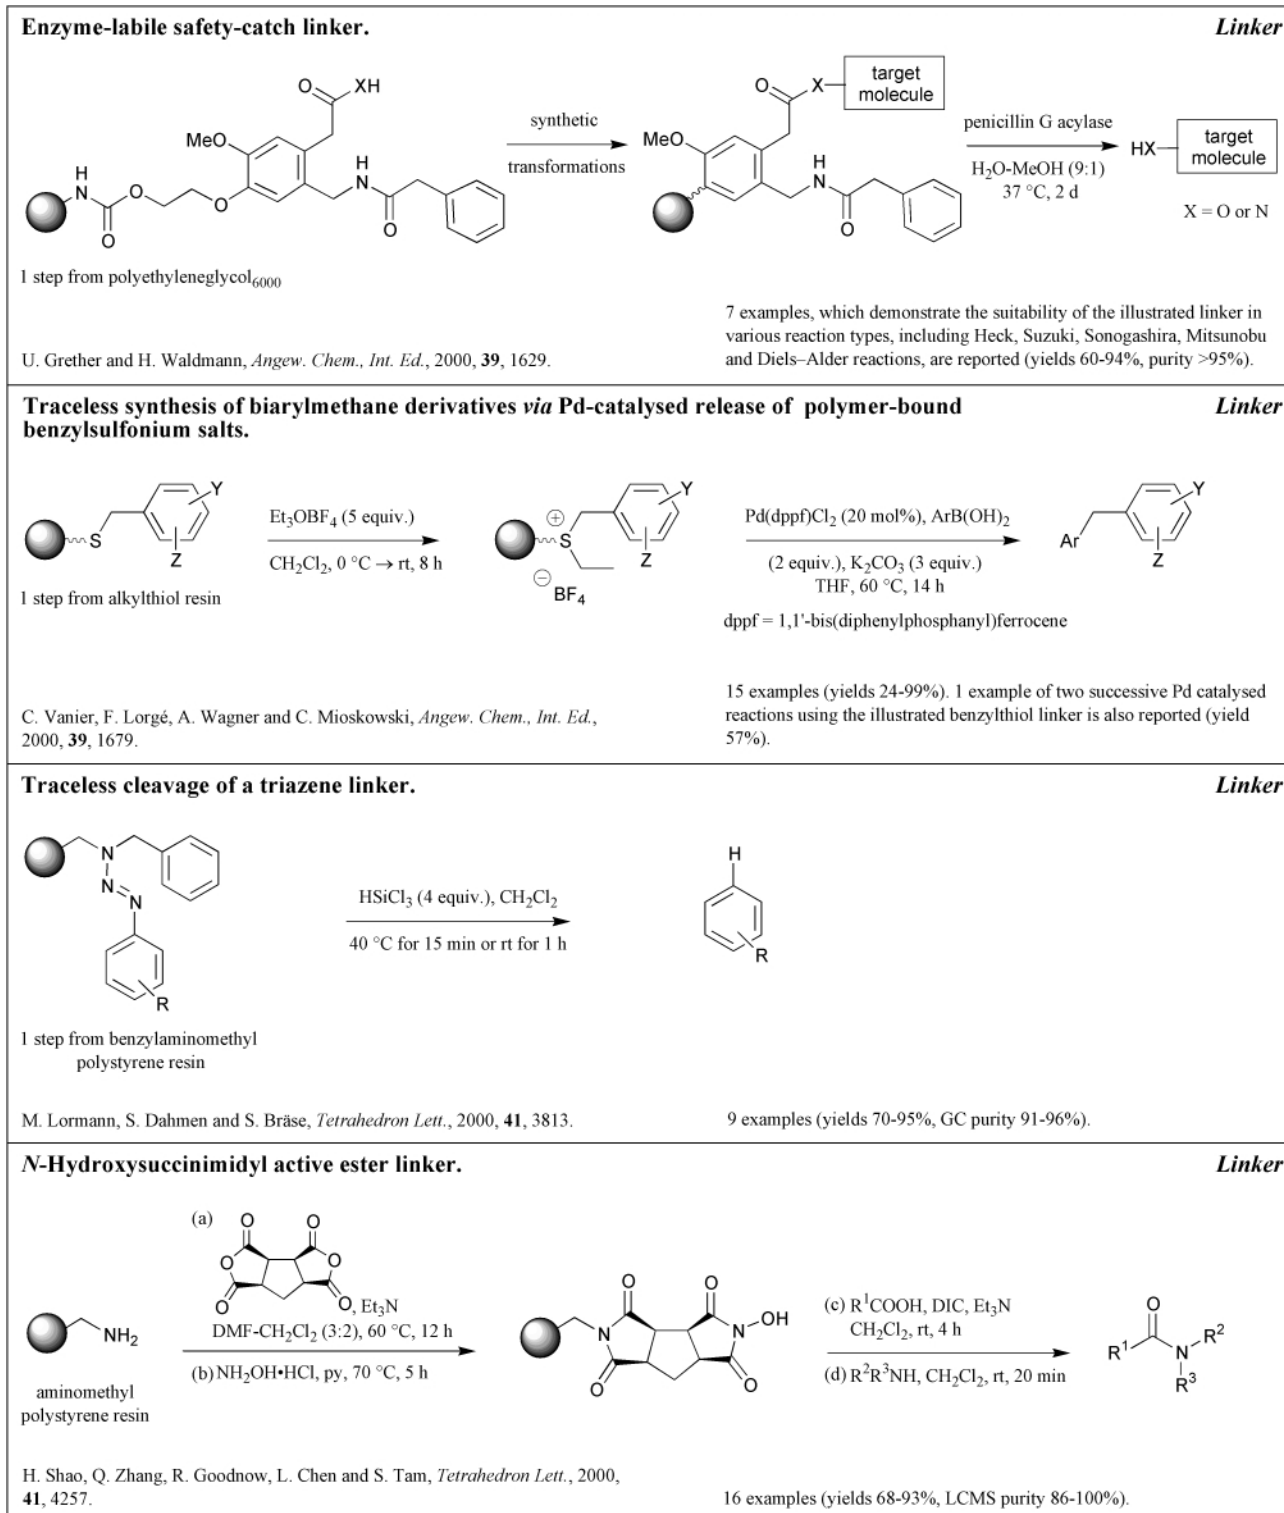 Enzyme-labile safety-catch linker. Linker
O XH
MeO
H
N O O
O
H
N
O
1 step from polyethyleneglycol6000
synthetic
transformations
O X target
molecule
MeO
H
N
O
penicillin G acylase
H2O-MeOH (9:1)
37 °C, 2 d
HX target
molecule
X = O or N
7 examples, which demonstrate the suitability of the illustrated linker in
various reaction types, including Heck, Suzuki, Sonogashira, Mitsunobu
and Diels–Alder reactions, are reported (yields 60-94%, purity >95%).
U. Grether and H. Waldmann, Angew. Chem., Int. Ed., 2000, 39, 1629.
Traceless synthesis of biarylmethane derivatives via Pd-catalysed release of polymer-bound Linker
benzylsulfonium salts.
S Y
Z
1 step from alkylthiol resin
Et3OBF4 (5 equiv.)
CH2Cl2, 0 °C → rt, 8 h
+
S Y
Z
−
BF4
Pd(dppf)Cl2 (20 mol%), ArB(OH)2
(2 equiv.), K2CO3 (3 equiv.)
THF, 60 °C, 14 h
dppf = 1,1'-bis(diphenylphosphanyl)ferrocene
Ar Y
Z
15 examples (yields 24-99%). 1 example of two successive Pd catalysed
reactions using the illustrated benzylthiol linker is also reported (yield
57%).
C. Vanier, F. Lorgé, A. Wagner and C. Mioskowski, Angew. Chem., Int. Ed.,
2000, 39, 1679.
Traceless cleavage of a triazene linker. Linker
N
N
N
R
1 step from benzylaminomethyl
polystyrene resin
HSiCl3 (4 equiv.), CH2Cl2
40 °C for 15 min or rt for 1 h
H
R
M. Lormann, S. Dahmen and S. Bräse, Tetrahedron Lett., 2000, 41, 3813.
9 examples (yields 70-95%, GC purity 91-96%).
N-Hydroxysuccinimidyl active ester linker. Linker
NH2
aminomethyl
polystyrene resin
(a)
O O
O O
O O, Et3N
DMF-CH2Cl2 (3:2), 60 °C, 12 h
(b) NH2OH•HCl, py, 70 °C, 5 h
O O
N N OH
O O
(c) R1COOH, DIC, Et3N
CH2Cl2, rt, 4 h
(d) R2R3NH, CH2Cl2, rt, 20 min
O
R1 N R2
R3
H. Shao, Q. Zhang, R. Goodnow, L. Chen and S. Tam, Tetrahedron Lett., 2000,
41, 4257.
16 examples (yields 68-93%, LCMS purity 86-100%).